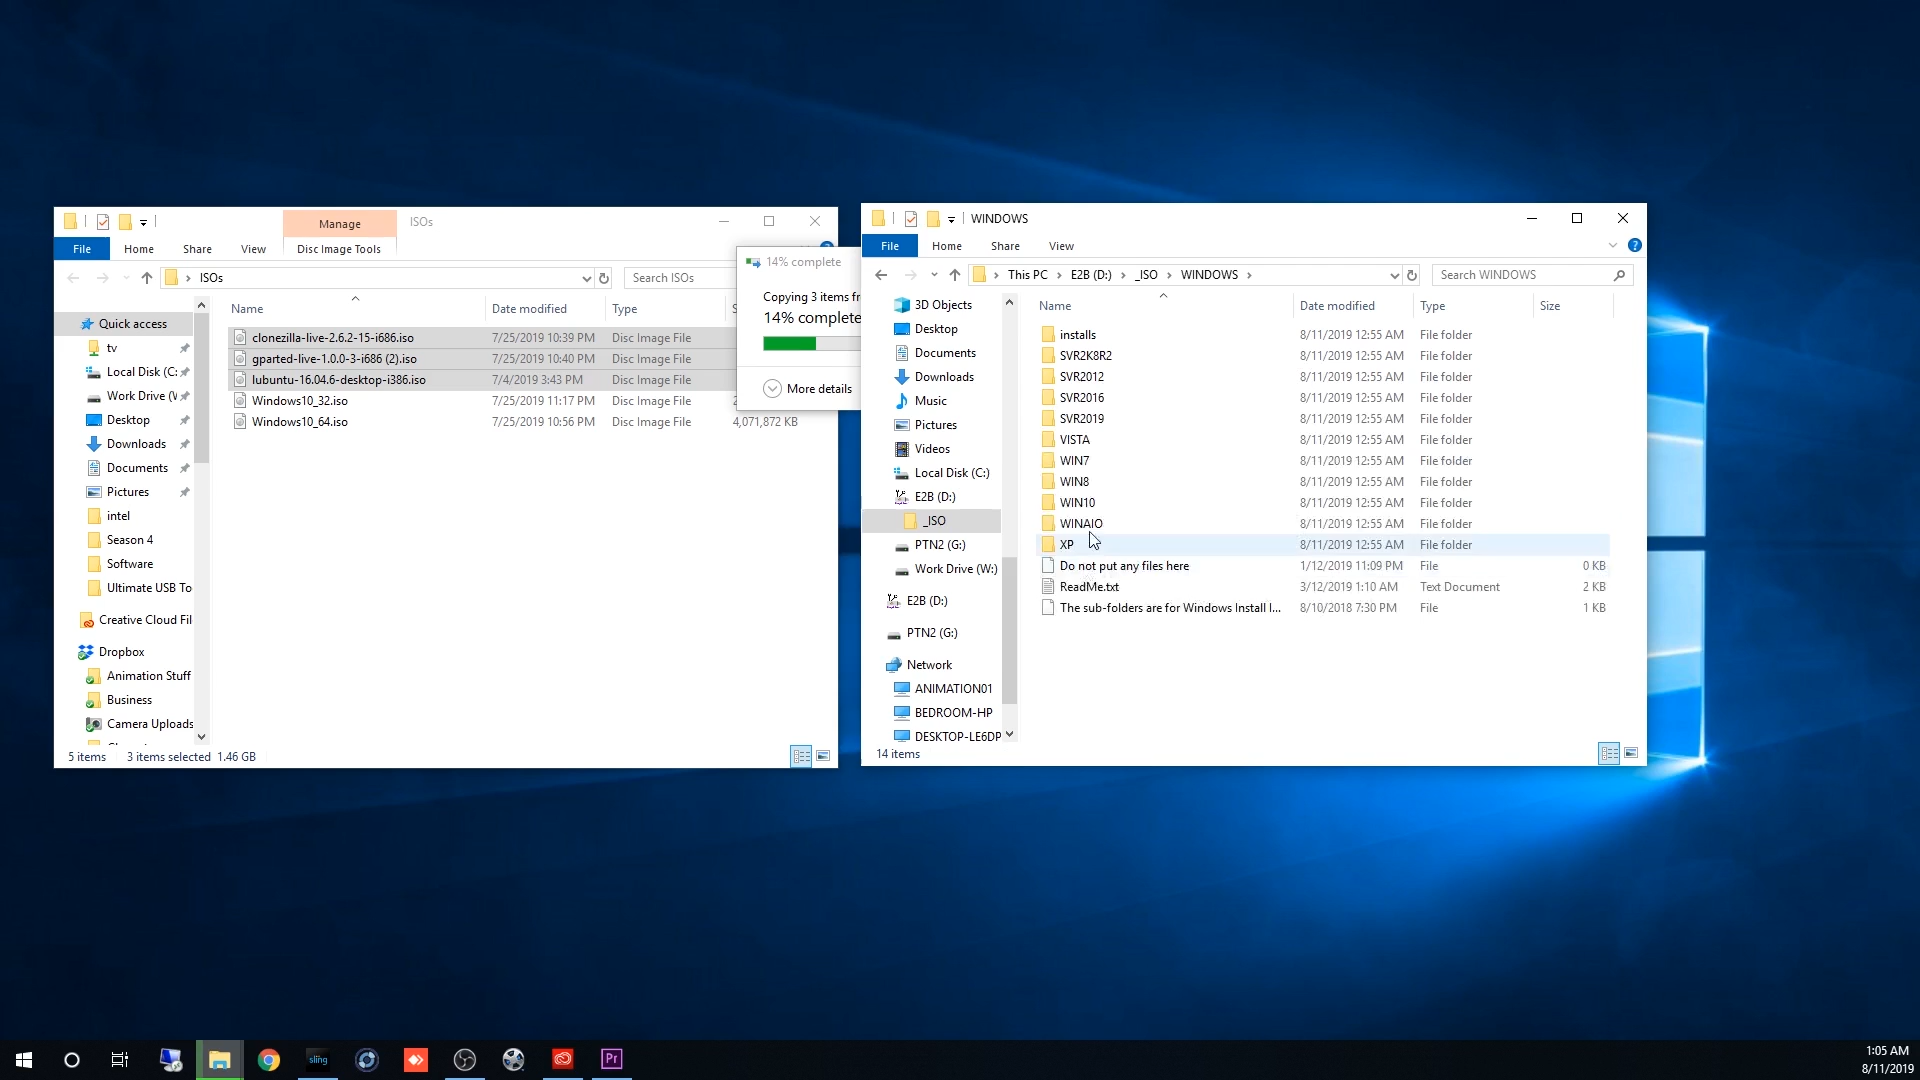 Manage
ISOs
File
Home
Share
View
Disc Image Tools
ISOs
Search ISOs
Name
Date modified
Type
S
Quick access
tv
Local Disk (C:
Work Drive (V
Desktop
Downloads
Documents
Pictures
intel
Season 4
Software
Ultimate USB To
Creative Cloud Fil
Dropbox
Animation Stuff
Business
Camera Uploads
clonezilla-live-2.6.2-15-i686.iso 7/25/2019 10:39 PM Disc Image File
gparted-live-1.0.0-3-i686 (2).iso 7/25/2019 10:40 PM Disc Image File
lubuntu-16.04.6-desktop-i386.iso 7/4/2019 3:43 PM Disc Image File
Windows10_32.iso 7/25/2019 11:17 PM Disc Image File
Windows10_64.iso 7/25/2019 10:56 PM Disc Image File 4,071,872 KB
5 items 3 items selected 1.46 GB
14% complete
Copying 3 items fr
14% complete
More details
WINDOWS
File
Home
Share
View
This PC > E2B (D:) > _ISO > WINDOWS >
Search WINDOWS
3D Objects
Desktop
Documents
Downloads
Music
Pictures
Videos
Local Disk (C:)
E2B (D:)
_ISO
PTN2 (G:)
Work Drive (W:)
E2B (D:)
PTN2 (G:)
Network
ANIMATION01
BEDROOM-HP
DESKTOP-LE6DP
Name Date modified Type Size
installs 8/11/2019 12:55 AM File folder
SVR2K8R2 8/11/2019 12:55 AM File folder
SVR2012 8/11/2019 12:55 AM File folder
SVR2016 8/11/2019 12:55 AM File folder
SVR2019 8/11/2019 12:55 AM File folder
VISTA 8/11/2019 12:55 AM File folder
WIN7 8/11/2019 12:55 AM File folder
WIN8 8/11/2019 12:55 AM File folder
WIN10 8/11/2019 12:55 AM File folder
WINAIO 8/11/2019 12:55 AM File folder
XP 8/11/2019 12:55 AM File folder
Do not put any files here 1/12/2019 11:09 PM File 0 KB
ReadMe.txt 3/12/2019 1:10 AM Text Document 2 KB
The sub-folders are for Windows Install I... 8/10/2018 7:30 PM File 1 KB
14 items
sling
Pr
1:05 AM
8/11/2019